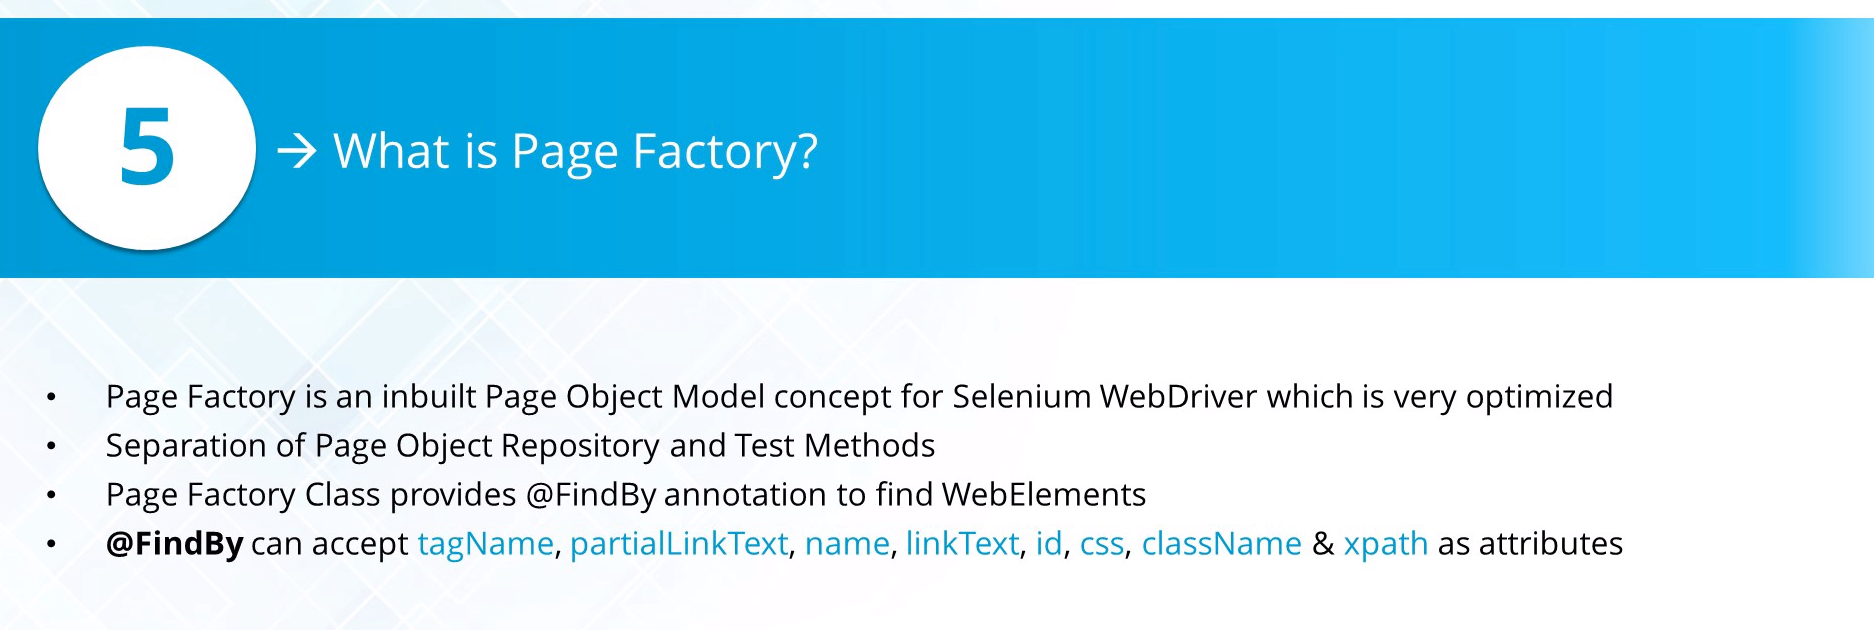 5
→ What is Page Factory?
• Page Factory is an inbuilt Page Object Model concept for Selenium WebDriver which is very optimized
• Separation of Page Object Repository and Test Methods
• Page Factory Class provides @FindBy annotation to find WebElements
• @FindBy can accept tagName, partialLinkText, name, linkText, id, css, className & xpath as attributes